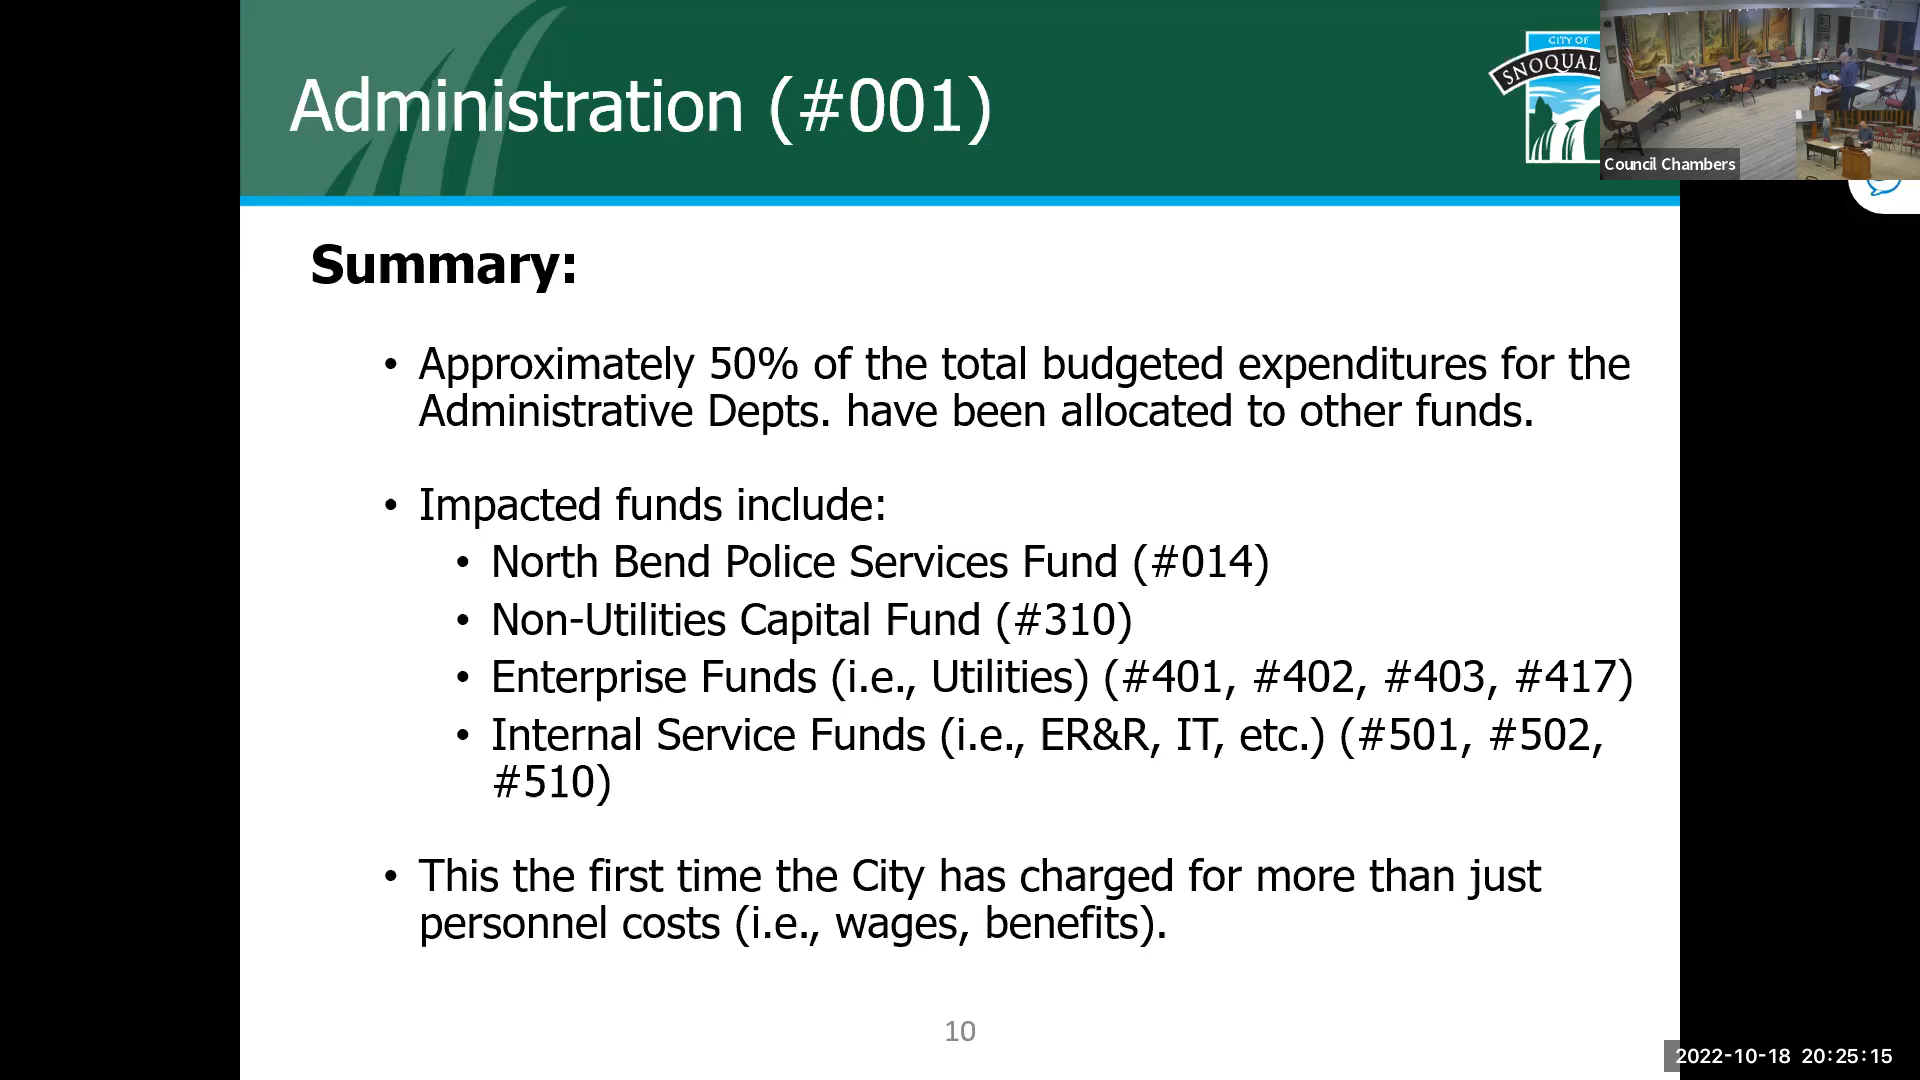 Administration (#001)
CITY OF
SNOQUAL
Council Chambers
Summary:
• Approximately 50% of the total budgeted expenditures for the
Administrative Depts. have been allocated to other funds.
• Impacted funds include:
• North Bend Police Services Fund (#014)
• Non-Utilities Capital Fund (#310)
• Enterprise Funds (i.e., Utilities) (#401, #402, #403, #417)
• Internal Service Funds (i.e., ER&R, IT, etc.) (#501, #502,
#510)
• This the first time the City has charged for more than just
personnel costs (i.e., wages, benefits).
10
2022-10-18 20:25:15